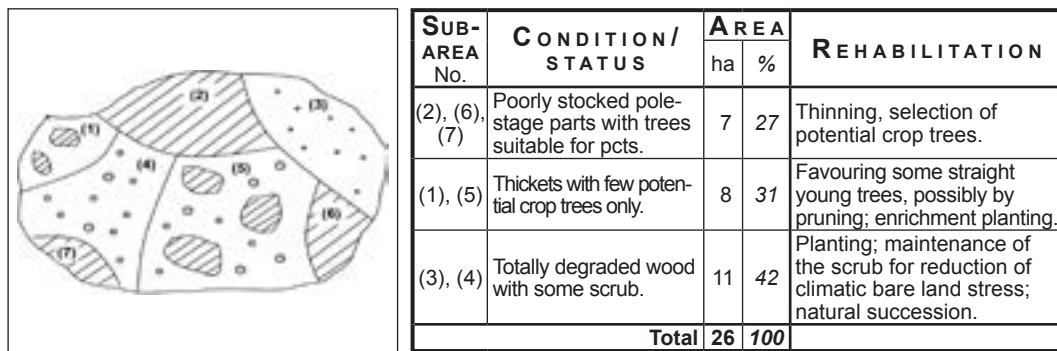 (2)
(3)
(1)
(4)
(5)
(6)
(7)
SUB-AREA No.
CONDITION/STATUS
AREA
ha
%
REHABILITATION
(2), (6),
(7)
Poorly stocked pole-
stage parts with trees
suitable for pcts.
7
27
Thinning, selection of
potential crop trees.
(1), (5)
Thickets with few poten-
tial crop trees only.
8
31
Favouring some straight
young trees, possibly by
pruning; enrichment planting.
(3), (4)
Totally degraded wood
with some scrub.
11
42
Planting; maintenance of
the scrub for reduction of
climatic bare land stress;
natural succession.
Total
26
100